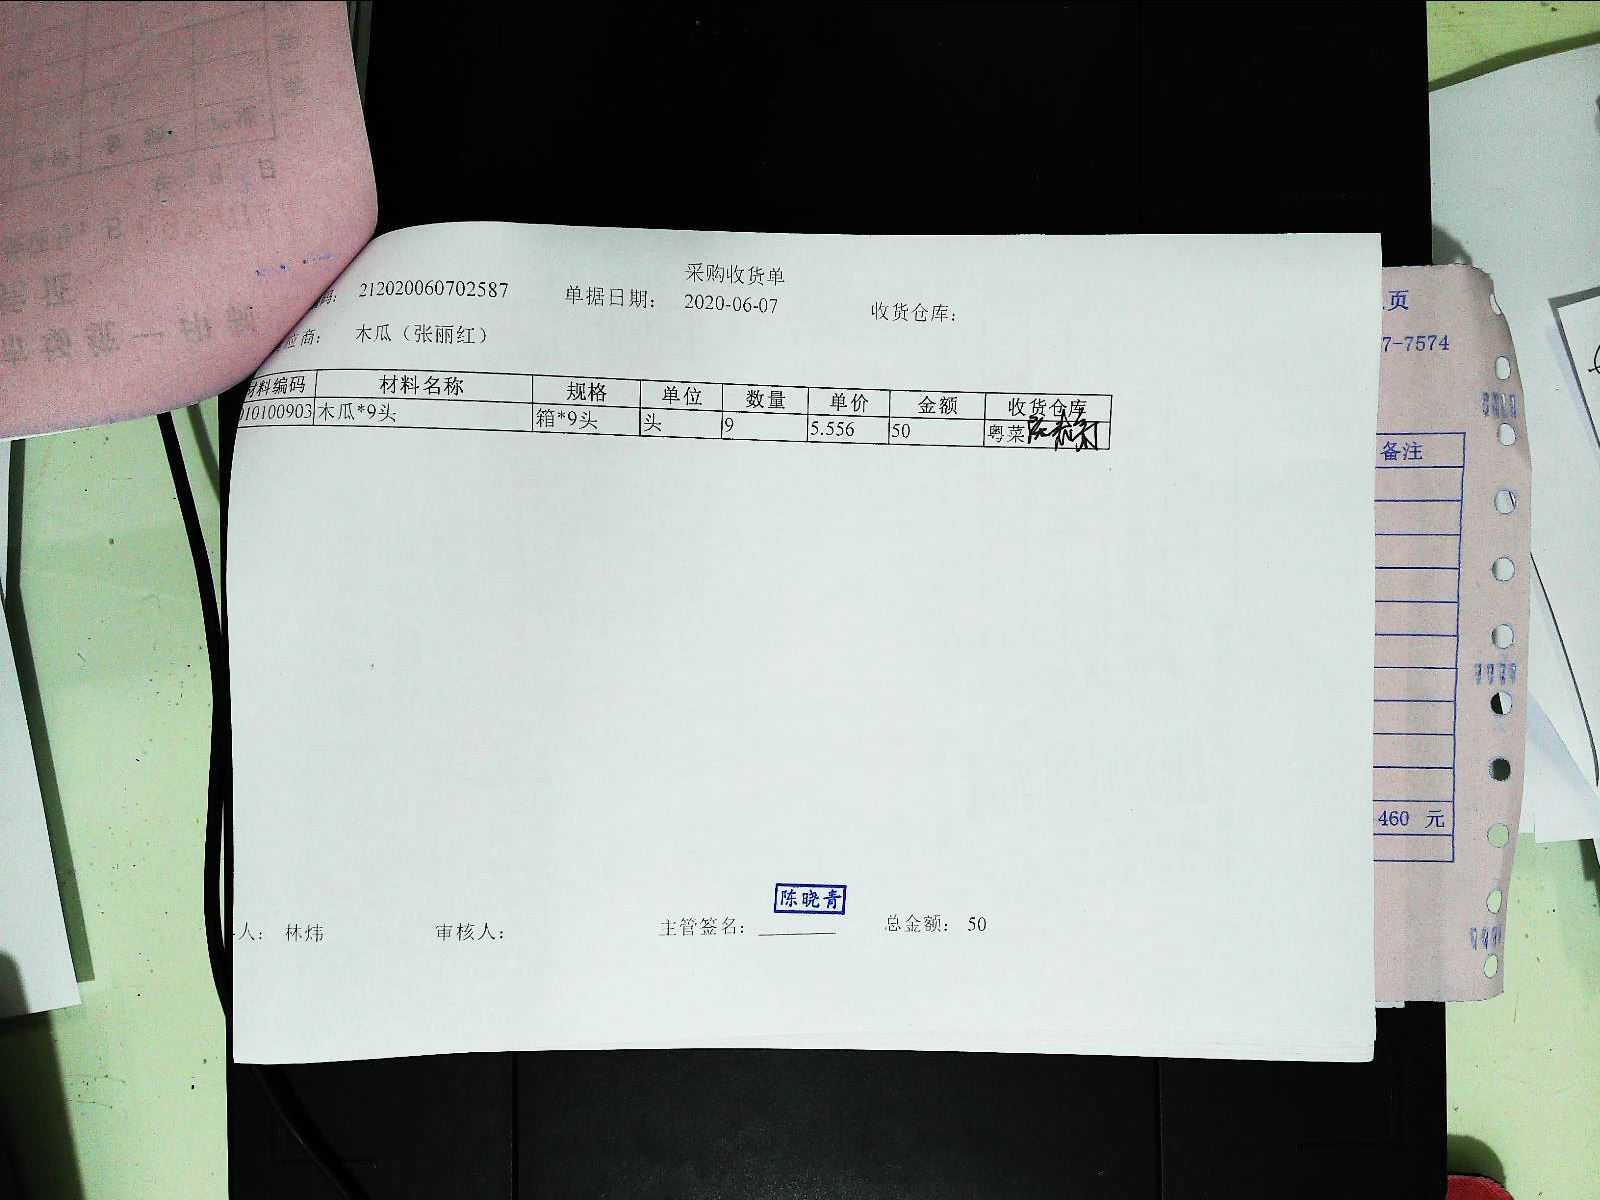 采购收货单
212020060702587 单据日期： 2020-06-07 收货仓库：
应商： 木瓜（张丽红）
材料编码 材料名称 规格 单位 数量 单价 金额 收货仓库
010100903 木瓜*9头 箱*9头 头 9 5.556 50 粤菜
陈晓青
人： 林炜 审核人： 主管签名： 总金额： 50
页
7-7574
备注
460 元